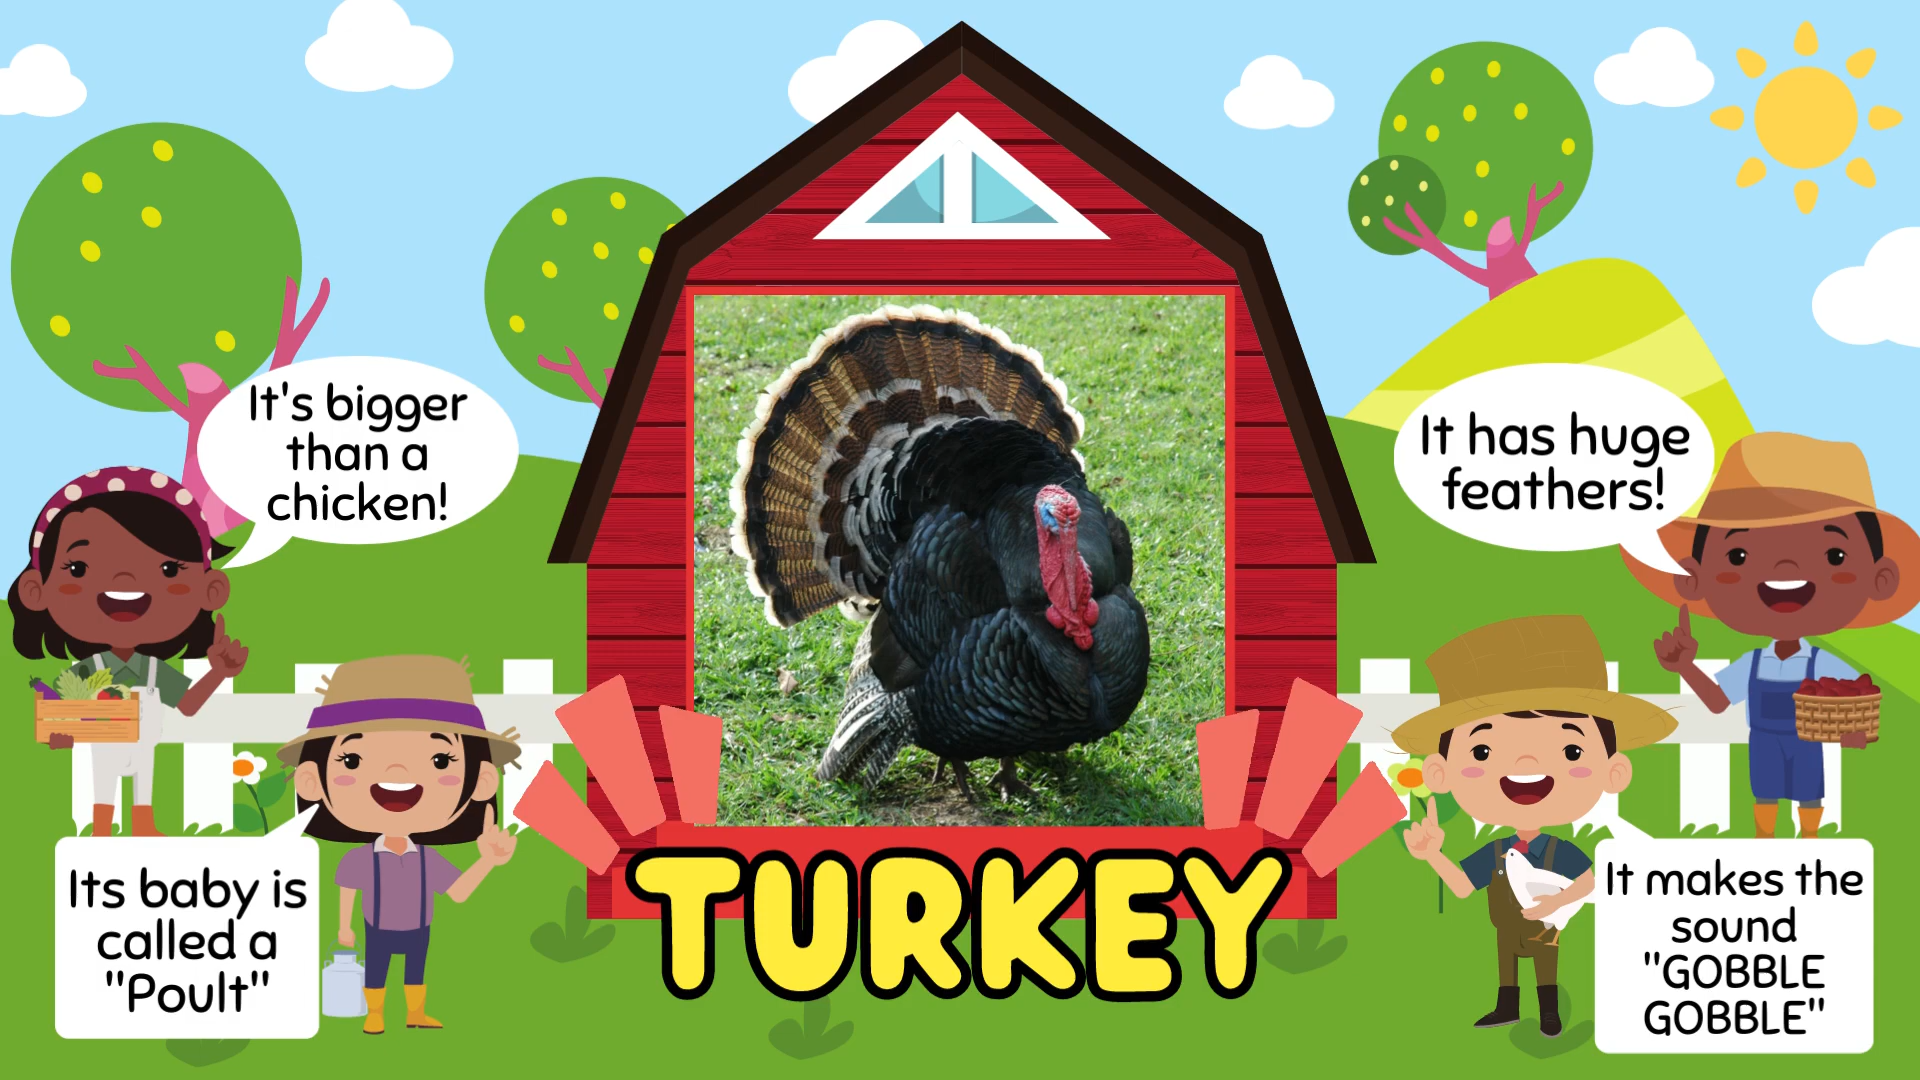 It's bigger
than a
chicken!
It has huge
feathers!
Its baby is
called a
"Poult"
It makes the
sound
"GOBBLE
GOBBLE"
TURKEY